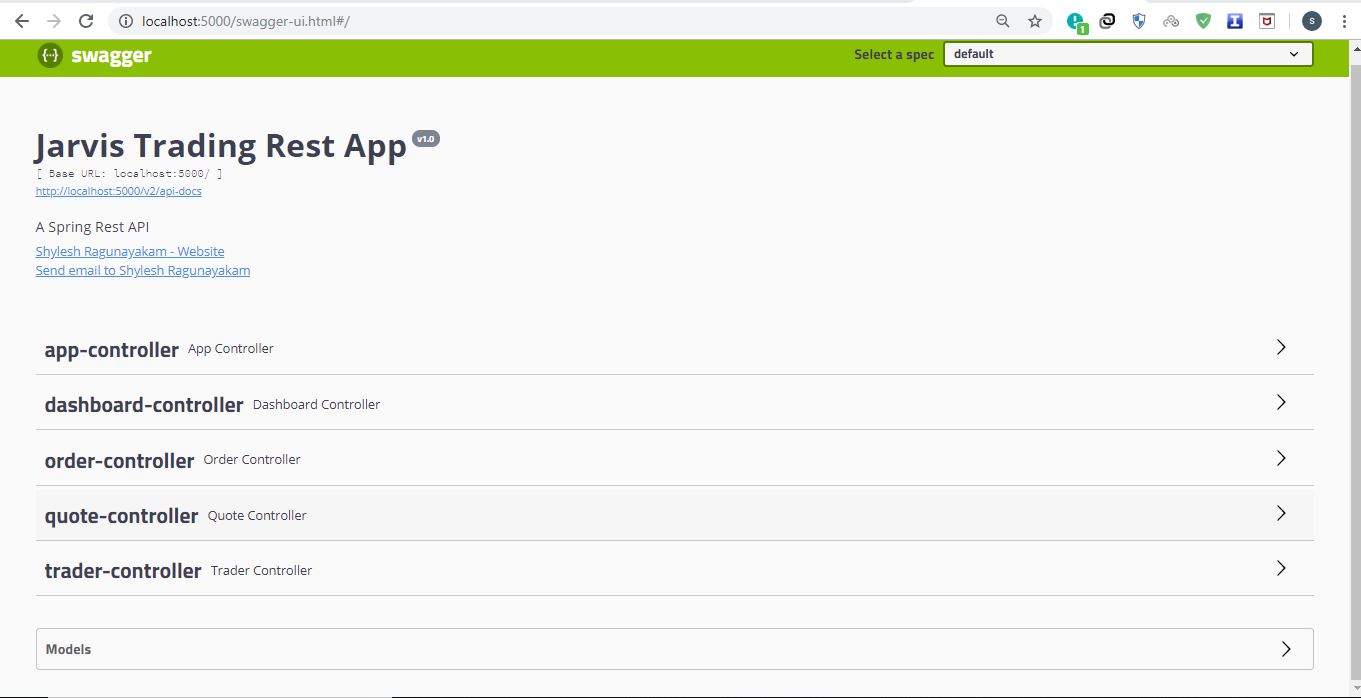 localhost:5000/swagger-ui.html#/
1
S
{··} swagger
Select a spec
default
Jarvis Trading Rest App v1.0
[ Base URL: localhost:5000/ ]
http://localhost:5000/v2/api-docs
A Spring Rest API
Shylesh Ragunayakam - Website
Send email to Shylesh Ragunayakam
app-controller App Controller
dashboard-controller Dashboard Controller
order-controller Order Controller
quote-controller Quote Controller
trader-controller Trader Controller
Models